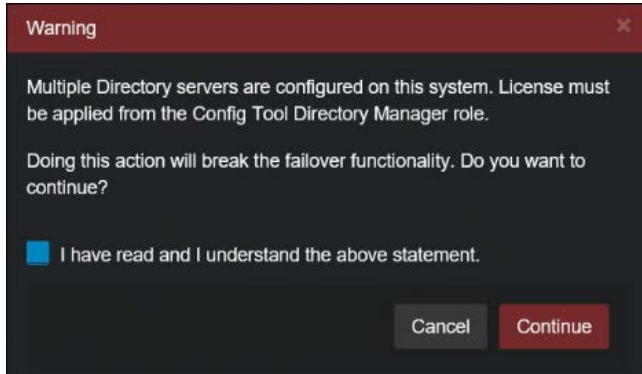 Warning
Multiple Directory servers are configured on this system. License must
be applied from the Config Tool Directory Manager role.
Doing this action will break the failover functionality. Do you want to
continue?
I have read and I understand the above statement.
Cancel Continue